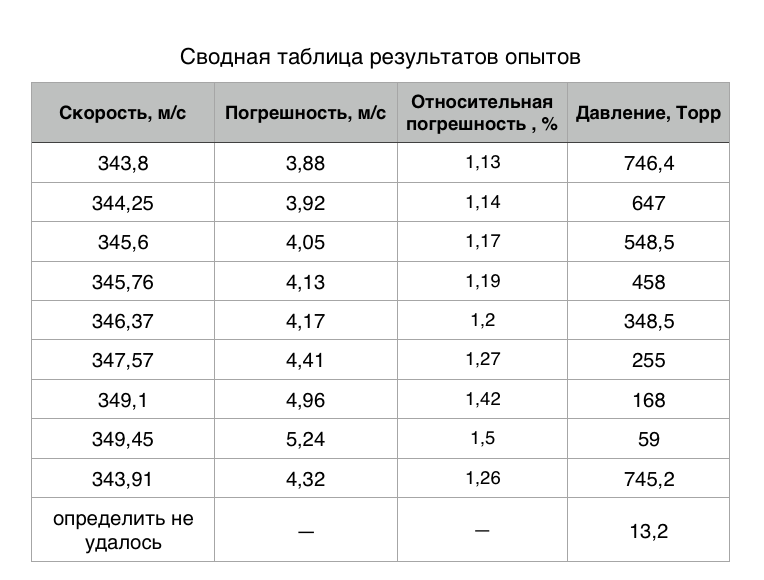 Сводная таблица результатов опытов
Скорость, м/с Погрешность, м/с Относительная погрешность , % Давление, Торр
343,8 3,88 1,13 746,4
344,25 3,92 1,14 647
345,6 4,05 1,17 548,5
345,76 4,13 1,19 458
346,37 4,17 1,2 348,5
347,57 4,41 1,27 255
349,1 4,96 1,42 168
349,45 5,24 1,5 59
343,91 4,32 1,26 745,2
определить не удалось — — 13,2